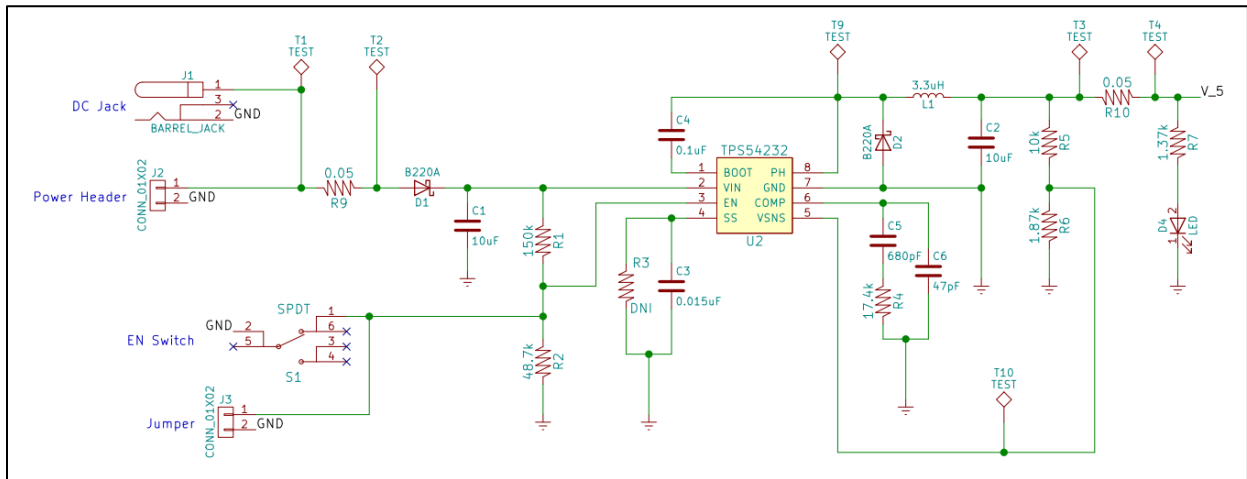 T1
TEST
T2
TEST
T9
TEST
T3
TEST
T4
TEST
J1
1
3
2
GND
DC Jack
BARREL_JACK
J2
1
2
GND
Power Header
CONN_01X02
0.05
R9
B220A
D1
C1
10uF
150k
R1
48.7k
R2
C4
0.1uF
TPS54232
1
BOOT
PH
8
2
VIN
GND
7
3
EN
COMP
6
4
SS
VSNS
5
U2
B220A
D2
3.3uH
L1
C2
10uF
10k
R5
1.87k
R6
0.05
R10
V_5
1.37k
R7
D4
2
1
LED
R3
DNI
C3
0.015uF
C5
680pF
17.4k
R4
C6
47pF
SPDT
GND
2
5
1
6
3
4
EN Switch
S1
J3
1
2
GND
Jumper
CONN_01X02
T10
TEST